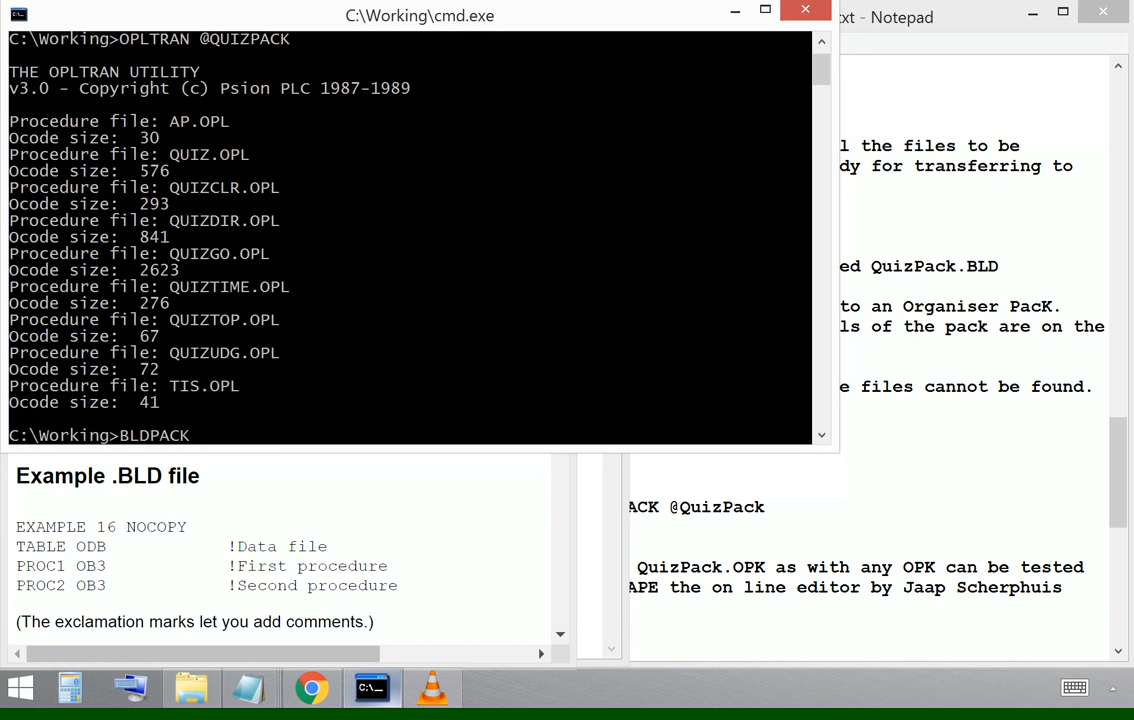 C:\Working\cmd.exe
xt - Notepad
C:\Working>OPLTRAN @QUIZPACK
THE OPLTRAN UTILITY
v3.0 - Copyright (c) Psion PLC 1987-1989
Procedure file: AP.OPL
Ocode size:  30
Procedure file: QUIZ.OPL
Ocode size:  576
Procedure file: QUIZCLR.OPL
Ocode size:  293
Procedure file: QUIZDIR.OPL
Ocode size:  841
Procedure file: QUIZGO.OPL
Ocode size:  2623
Procedure file: QUIZTIME.OPL
Ocode size:  276
Procedure file: QUIZTOP.OPL
Ocode size:  67
Procedure file: QUIZUDG.OPL
Ocode size:  72
Procedure file: TIS.OPL
Ocode size:  41
C:\Working>BLDPACK
l the files to be
dy for transferring to
ed QuizPack.BLD
to an Organiser PacK.
ls of the pack are on the
e files cannot be found.
ACK @QuizPack
QuizPack.OPK as with any OPK can be tested
APE the on line editor by Jaap Scherphuis
Example .BLD file
EXAMPLE 16 NOCOPY
TABLE ODB !Data file
PROC1 OB3 !First procedure
PROC2 OB3 !Second procedure
(The exclamation marks let you add comments.)